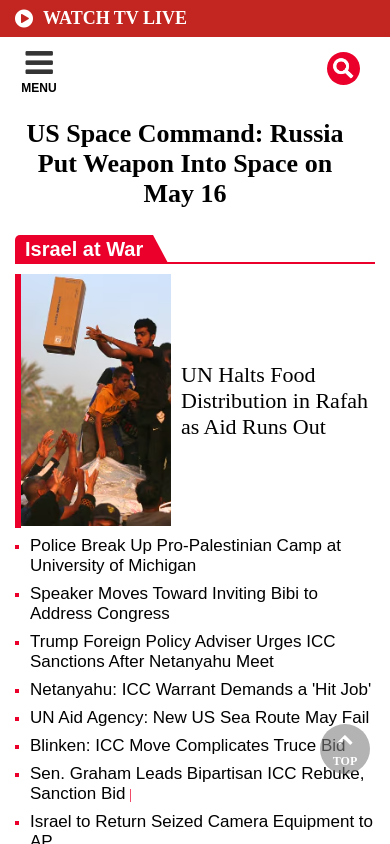 WATCH TV LIVE
MENU
US Space Command: Russia
Put Weapon Into Space on
May 16
Israel at War
UN Halts Food
Distribution in Rafah
as Aid Runs Out
Police Break Up Pro-Palestinian Camp at
University of Michigan
Speaker Moves Toward Inviting Bibi to
Address Congress
Trump Foreign Policy Adviser Urges ICC
Sanctions After Netanyahu Meet
Netanyahu: ICC Warrant Demands a 'Hit Job'
UN Aid Agency: New US Sea Route May Fail
Blinken: ICC Move Complicates Truce Bid
TOP
Sen. Graham Leads Bipartisan ICC Rebuke,
Sanction Bid |
Israel to Return Seized Camera Equipment to
AP